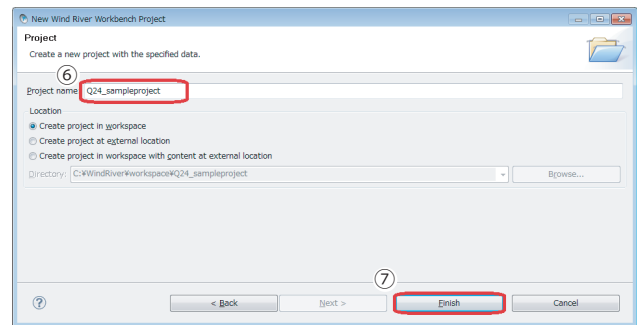 New Wind River Workbench Project
Project
Create a new project with the specified data.
⑥
Project name: Q24_sampleproject
Location
Create project in workspace
Create project at external location
Create project in workspace with content at external location
Directory: C:¥WindRiver¥workspace¥Q24_sampleproject Browse...
⑦
? < Back Next > Finish Cancel